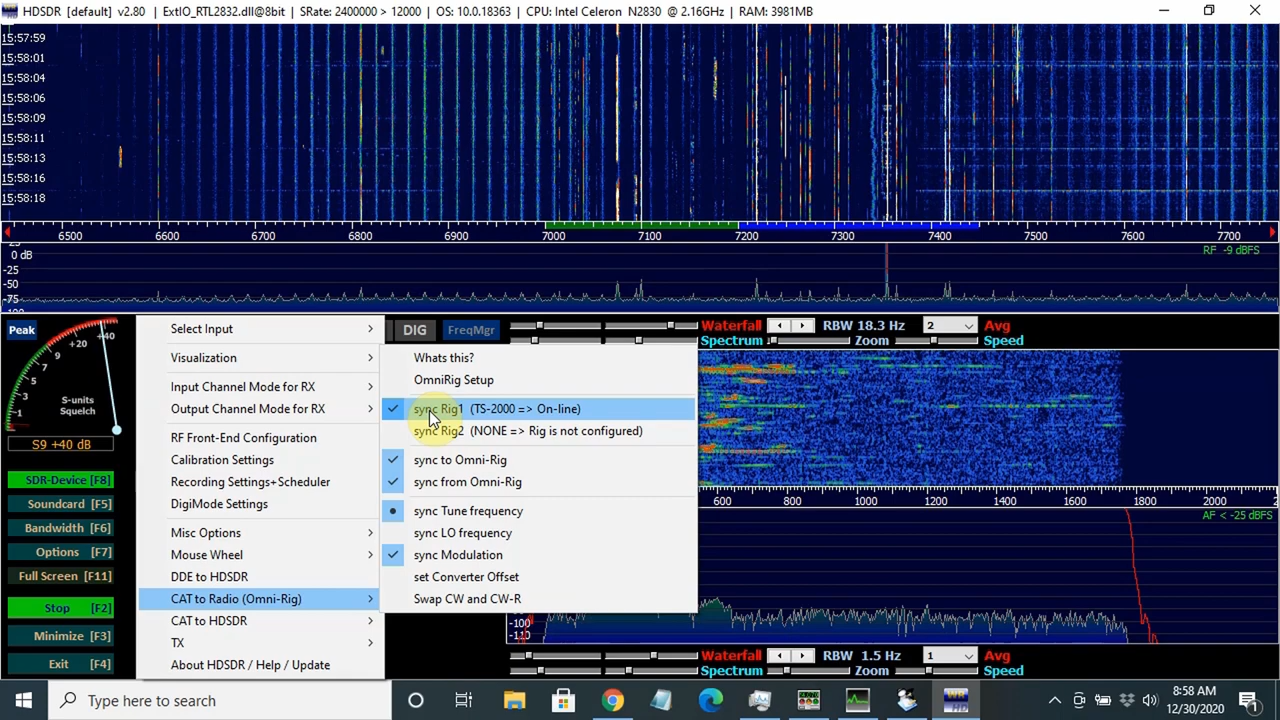 HDSDR [default] v2.80 | ExtIO_RTL2832.dll@8bit | SRate: 2400000 > 12000 | OS: 10.0.18363 | CPU: Intel Celeron N2830 @ 2.16GHz | RAM: 3981MB
15:57:59
15:58:01
15:58:04
15:58:06
15:58:09
15:58:11
15:58:13
15:58:16
15:58:18
6500 6600 6700 6800 6900 7000 7100 7200 7300 7400 7500 7600 7700
0 dB
RF -9 dBFS
-25
-50
-75
Peak
+20 +40
9
7
5
3
1
S-units
Squelch
S9 +40 dB
SDR-Device [F8]
Soundcard [F5]
Bandwidth [F6]
Options [F7]
Full Screen [F11]
Stop [F2]
Minimize [F3]
Exit [F4]
Select Input
Visualization
Input Channel Mode for RX
Output Channel Mode for RX
RF Front-End Configuration
Calibration Settings
Recording Settings+Scheduler
DigiMode Settings
Misc Options
Mouse Wheel
DDE to HDSDR
CAT to Radio (Omni-Rig)
CAT to HDSDR
TX
About HDSDR / Help / Update
DIG FreqMgr
Waterfall RBW 18.3 Hz 2 Avg
Spectrum Zoom Speed
Whats this?
OmniRig Setup
sync Rig1 (TS-2000 => On-line)
sync Rig2 (NONE => Rig is not configured)
sync to Omni-Rig
sync from Omni-Rig
sync Tune frequency
sync LO frequency
sync Modulation
set Converter Offset
Swap CW and CW-R
600 800 1000 1200 1400 1600 1800 2000
AF < -25 dBFS
-100
-110
Waterfall RBW 1.5 Hz 1 Avg
Spectrum Zoom Speed
Type here to search
8:58 AM
12/30/2020
1